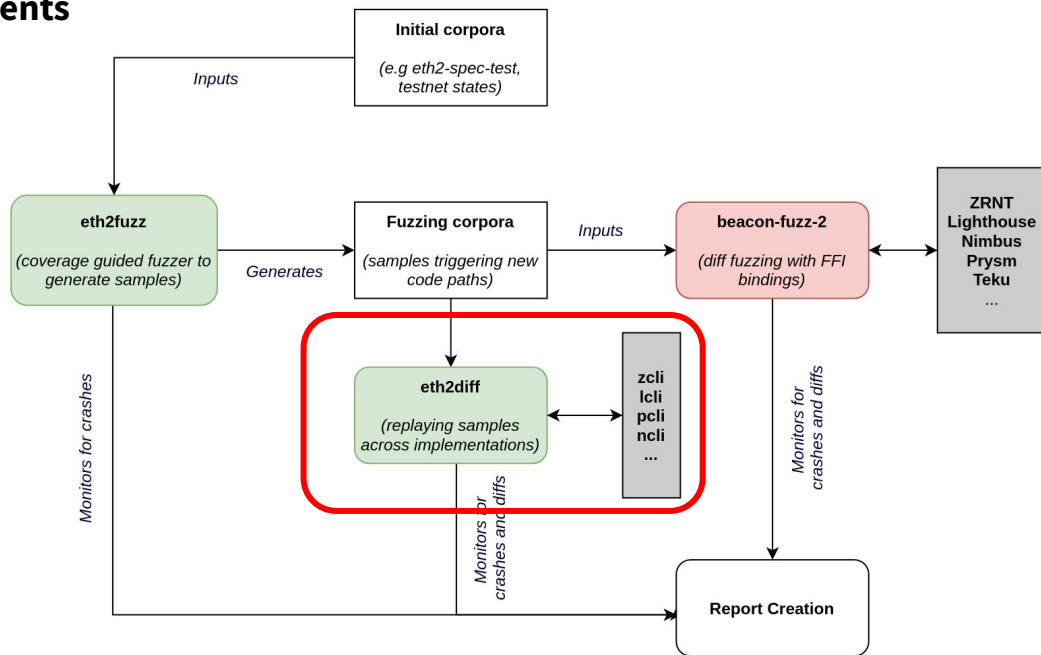 ents
Initial corpora
(e.g eth2-spec-test,
testnet states)
Inputs
eth2fuzz
(coverage guided fuzzer to
generate samples)
Generates
Fuzzing corpora
(samples triggering new
code paths)
Inputs
beacon-fuzz-2
(diff fuzzing with FFI
bindings)
ZRNT
Lighthouse
Nimbus
Prysm
Teku
...
eth2diff
(replaying samples
across implementations)
zcli
lcli
pcli
ncli
...
Monitors for crashes
Monitors for
crashes and diffs
Monitors for
crashes and diffs
Report Creation